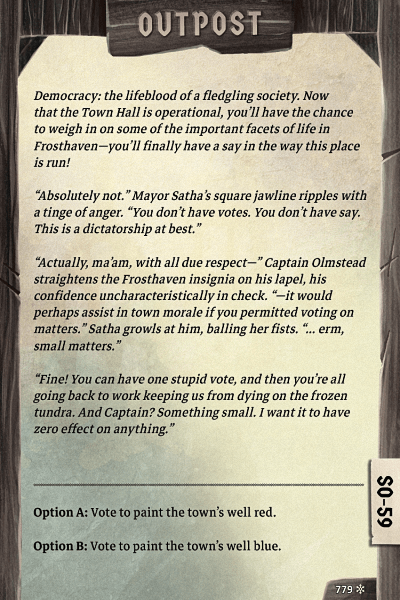 OUTPOST
Democracy: the lifeblood of a fledgling society. Now
that the Town Hall is operational, you'll have the chance
to weigh in on some of the important facets of life in
Frosthaven—you'll finally have a say in the way this place
is run!
“Absolutely not.” Mayor Satha's square jawline ripples with
a tinge of anger. “You don't have votes. You don't have say.
This is a dictatorship at best.”
“Actually, ma'am, with all due respect—” Captain Olmstead
straightens the Frosthaven insignia on his lapel, his
confidence uncharacteristically in check. “—it would
perhaps assist in town morale if you permitted voting on
matters.” Satha growls at him, balling her fists. “... erm,
small matters.”
“Fine! You can have one stupid vote, and then you're all
going back to work keeping us from dying on the frozen
tundra. And Captain? Something small. I want it to have
zero effect on anything.”
Option A: Vote to paint the town's well red.
Option B: Vote to paint the town's well blue.
SO-59
779